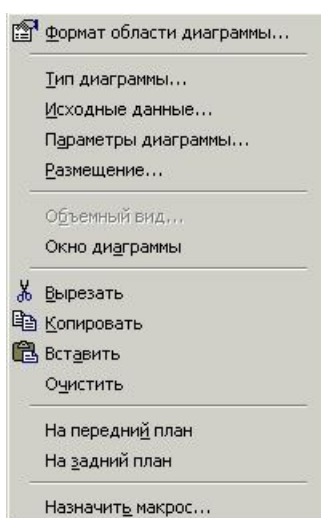 Формат области диаграммы...
Тип диаграммы...
Исходные данные...
Параметры диаграммы...
Размещение...
Объемный вид...
Окно диаграммы
Вырезать
Копировать
Вставить
Очистить
На передний план
На задний план
Назначить макрос...